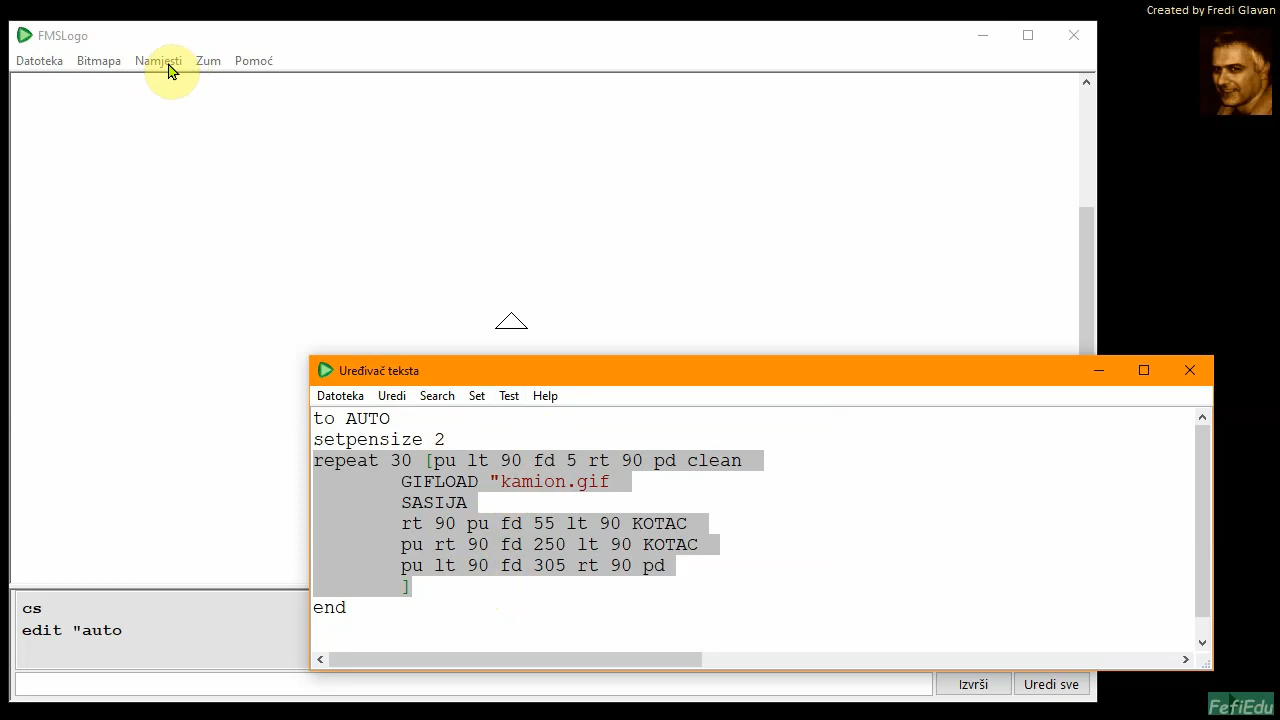 Created by Fredi Glavan
FMSLogo
Datoteka Bitmapa Namjesti Zum Pomoć
Uređivač teksta
Datoteka Uredi Search Set Test Help
to AUTO
setpensize 2
repeat 30 [pu lt 90 fd 5 rt 90 pd clean
GIFLOAD "kamion.gif
SASIJA
rt 90 pu fd 55 lt 90 KOTAC
pu rt 90 fd 250 lt 90 KOTAC
pu lt 90 fd 305 rt 90 pd
]
end
cs
edit "auto
Izvrši Uredi sve
FefiEdu